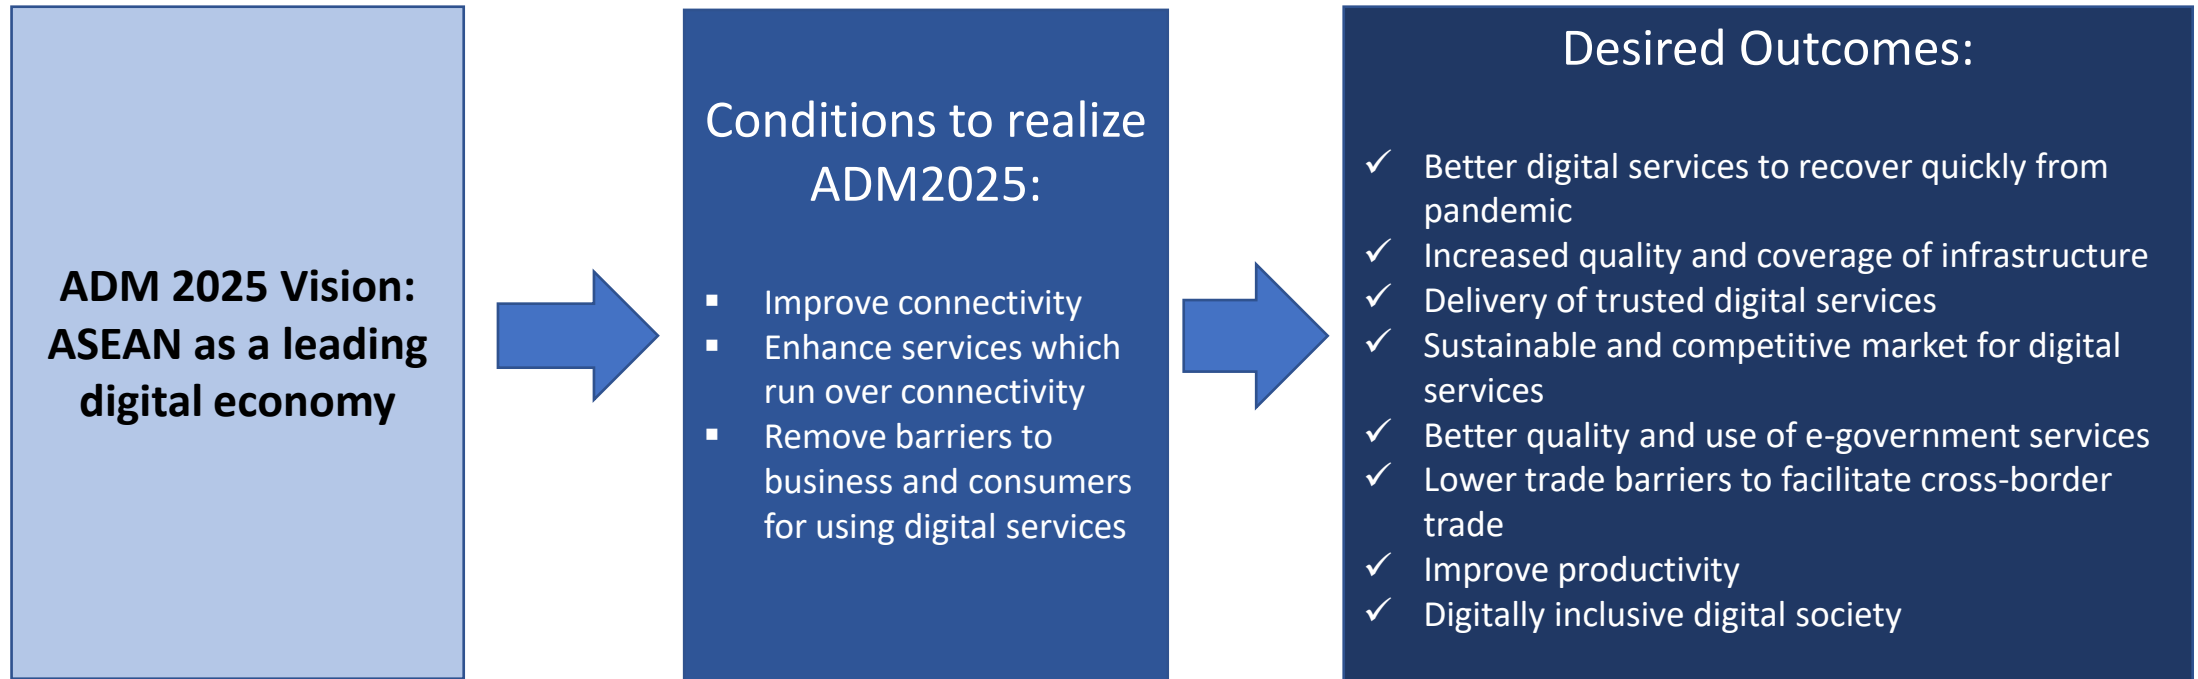 ADM 2025 Vision:
ASEAN as a leading
digital economy
Conditions to realize
ADM2025:
▪ Improve connectivity
▪ Enhance services which
run over connectivity
▪ Remove barriers to
business and consumers
for using digital services
Desired Outcomes:
✓ Better digital services to recover quickly from
pandemic
✓ Increased quality and coverage of infrastructure
✓ Delivery of trusted digital services
✓ Sustainable and competitive market for digital
services
✓ Better quality and use of e-government services
✓ Lower trade barriers to facilitate cross-border
trade
✓ Improve productivity
✓ Digitally inclusive digital society